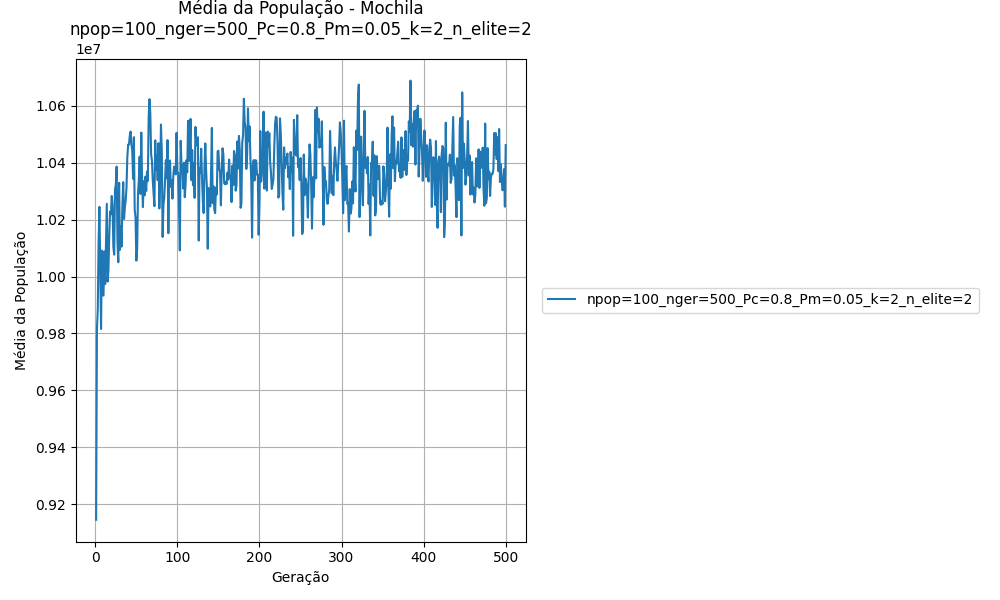 Média da População - Mochila
npop=100_nger=500_Pc=0.8_Pm=0.05_k=2_n_elite=2
1e7
1.06
1.04
1.02
1.00
0.98
0.96
0.94
0.92
Média da População
0 100 200 300 400 500
Geração
npop=100_nger=500_Pc=0.8_Pm=0.05_k=2_n_elite=2